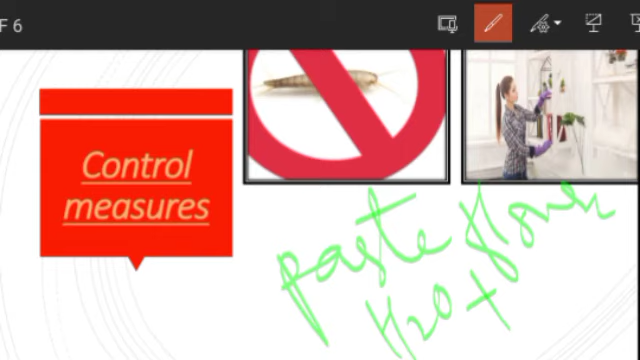 F 6
Control
measures
paste flour
H2O +